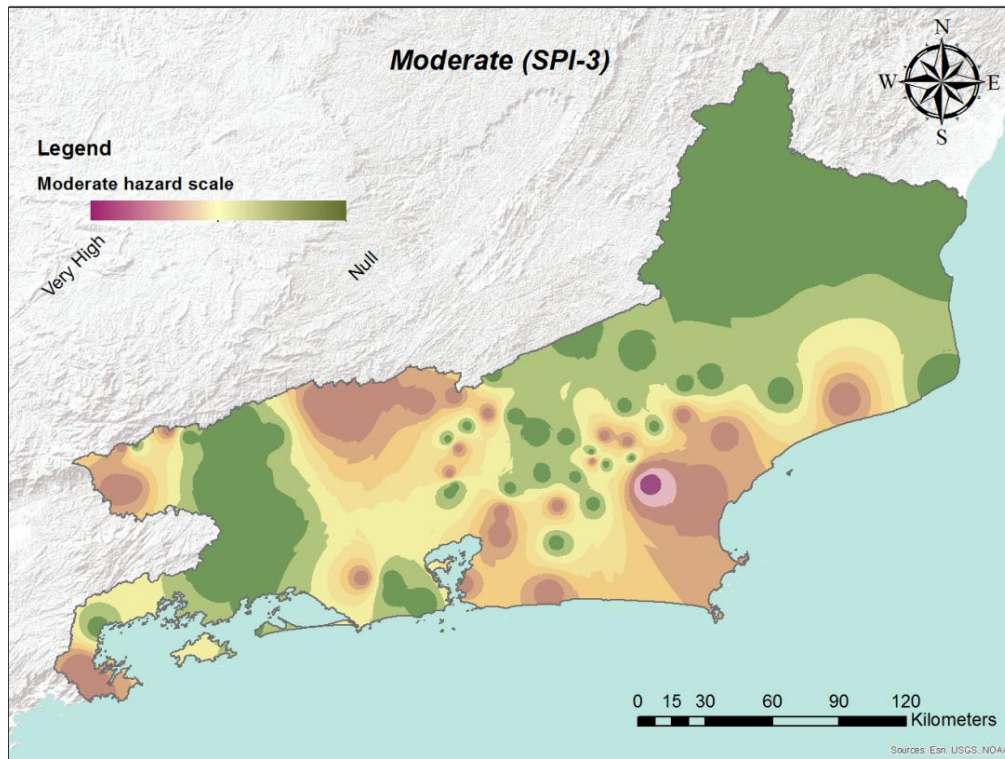 Moderate (SPI-3)
N
W E
S
Legend
Moderate hazard scale
Very High
Null
0 15 30 60 90 120
Kilometers
Sources: Esri, USGS, NOAA